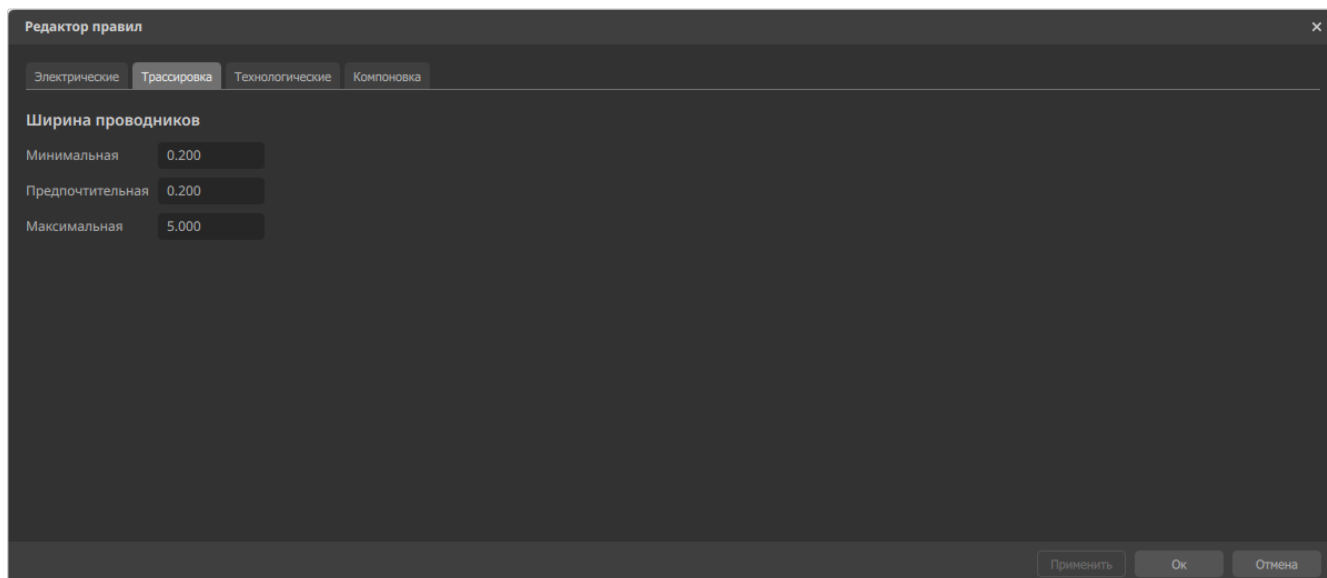 Редактор правил ×
Электрические Трассировка Технологические Компоновка
Ширина проводников
Минимальная 0.200
Предпочтительная 0.200
Максимальная 5.000
Применить Ок Отмена